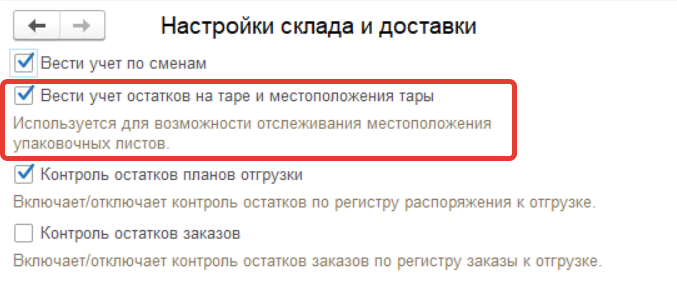 Настройки склада и доставки
Вести учет по сменам
Вести учет остатков на таре и местоположения тары
Используется для возможности отслеживания местоположения
упаковочных листов.
Контроль остатков планов отгрузки
Включает/отключает контроль остатков по регистру распоряжения к отгрузке.
Контроль остатков заказов
Включает/отключает контроль остатков заказов по регистру заказы к отгрузке.